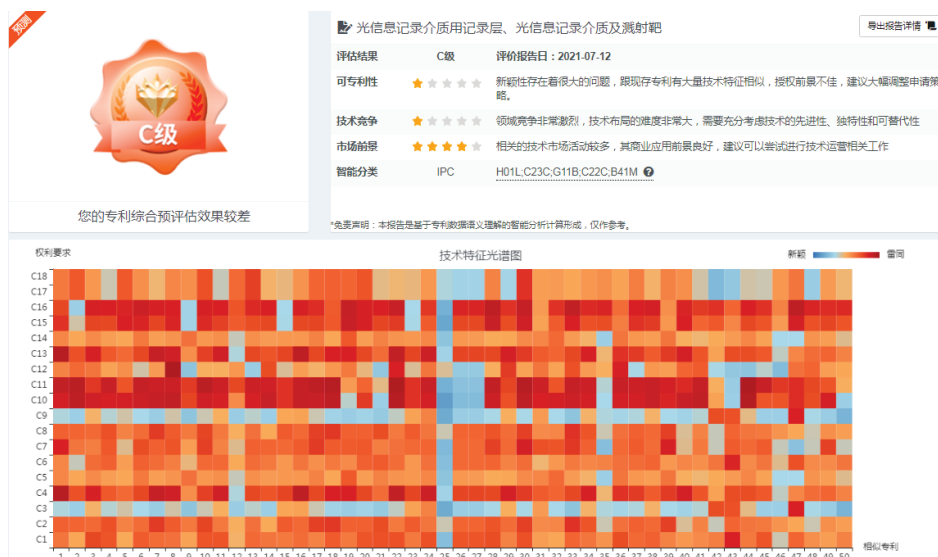 预测
C级
您的专利综合预评估效果较差
光信息记录介质用记录层、光信息记录介质及溅射靶
导出报告详情
评估结果 C级 评价报告日：2021-07-12
可专利性 新颖性存在着很大的问题，跟现存专利有大量技术特征相似，授权前景不佳，建议大幅调整申请策
略。
技术竞争 领域竞争非常激烈，技术布局的难度非常大，需要充分考虑技术的先进性、独特性和可替代性
市场前景 相关的技术市场活动较多，其商业应用前景良好，建议可以尝试进行技术运营相关工作
智能分类 IPC H01L;C23C;G11B;C22C;B41M ?
*免责声明：本报告是基于专利数据语义理解的智能分析计算形成，仅作参考。
权利要求 技术特征光谱图 新颖 雷同
C18
C17
C16
C15
C14
C13
C12
C11
C10
C9
C8
C7
C6
C5
C4
C3
C2
C1
相似专利
1 2 3 4 5 6 7 8 9 10 11 12 13 14 15 16 17 18 19 20 21 22 23 24 25 26 27 28 29 30 31 32 33 34 35 36 37 38 39 40 41 42 43 44 45 46 47 48 49 50